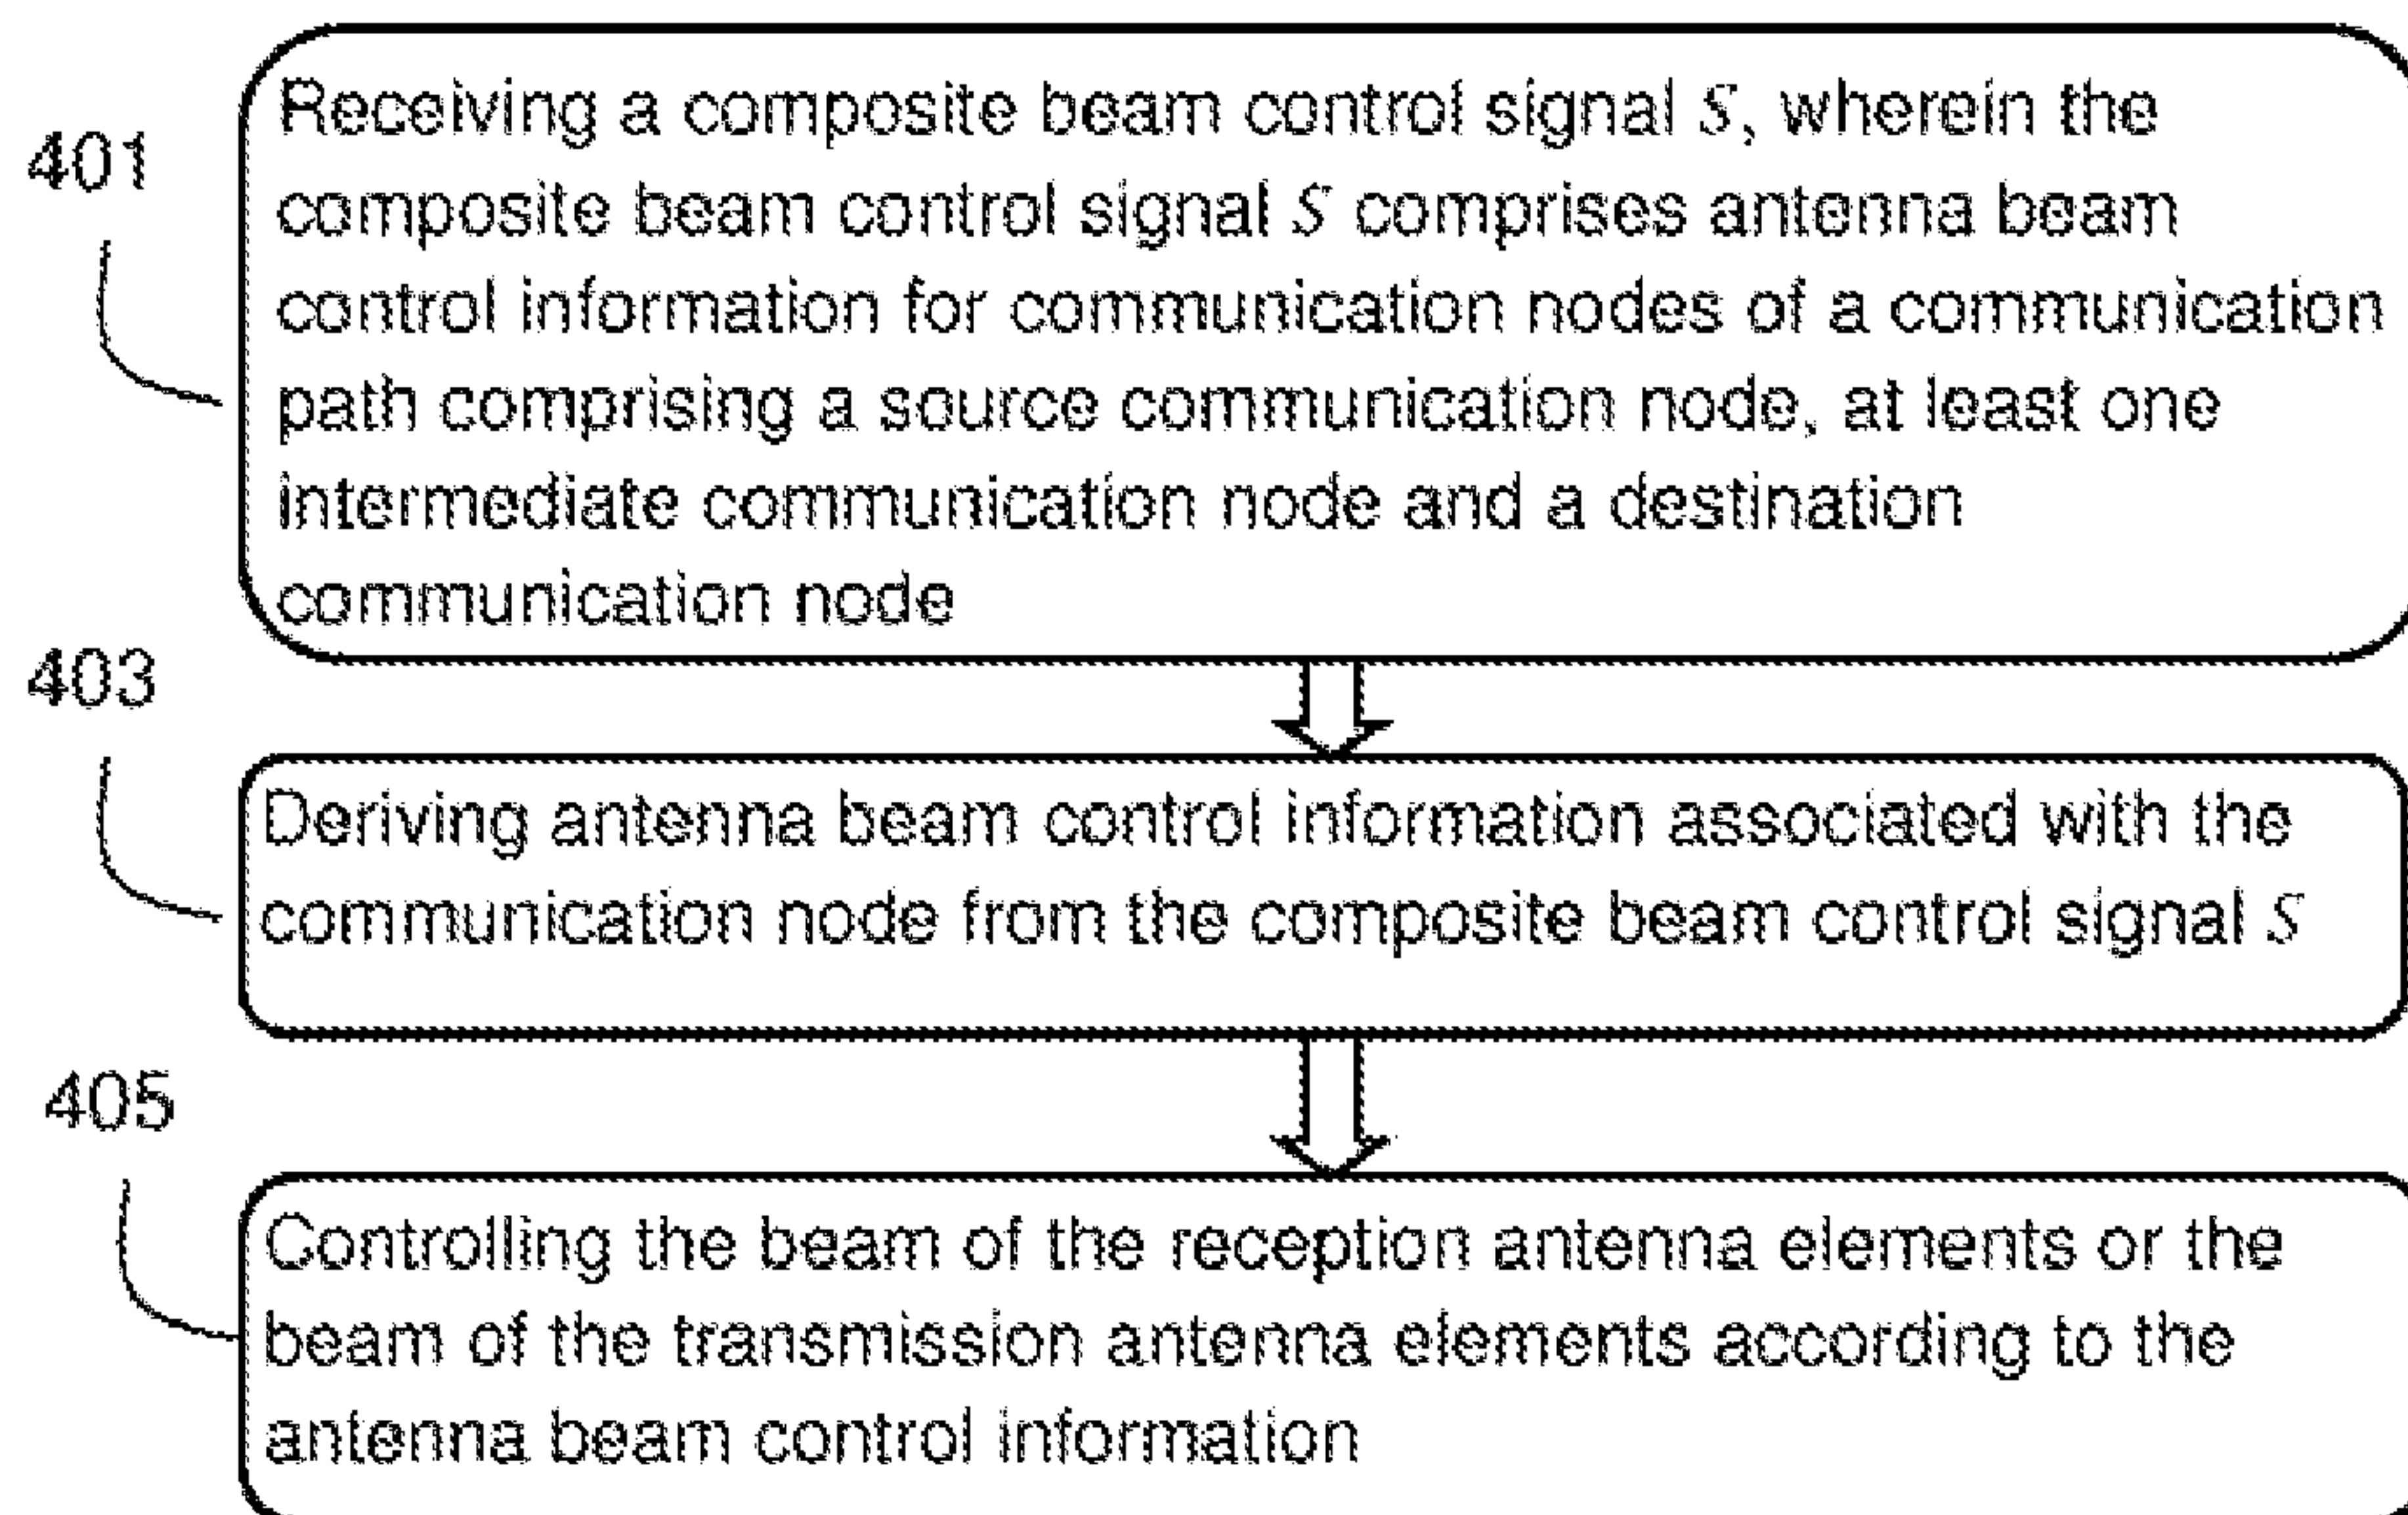 401
Receiving a composite beam control signal S, wherein the
composite beam control signal S comprises antenna beam
control information for communication nodes of a communication
path comprising a source communication node, at least one
intermediate communication node and a destination
communication node
403
Deriving antenna beam control information associated with the
communication node from the composite beam control signal S
405
Controlling the beam of the reception antenna elements or the
beam of the transmission antenna elements according to the
antenna beam control information